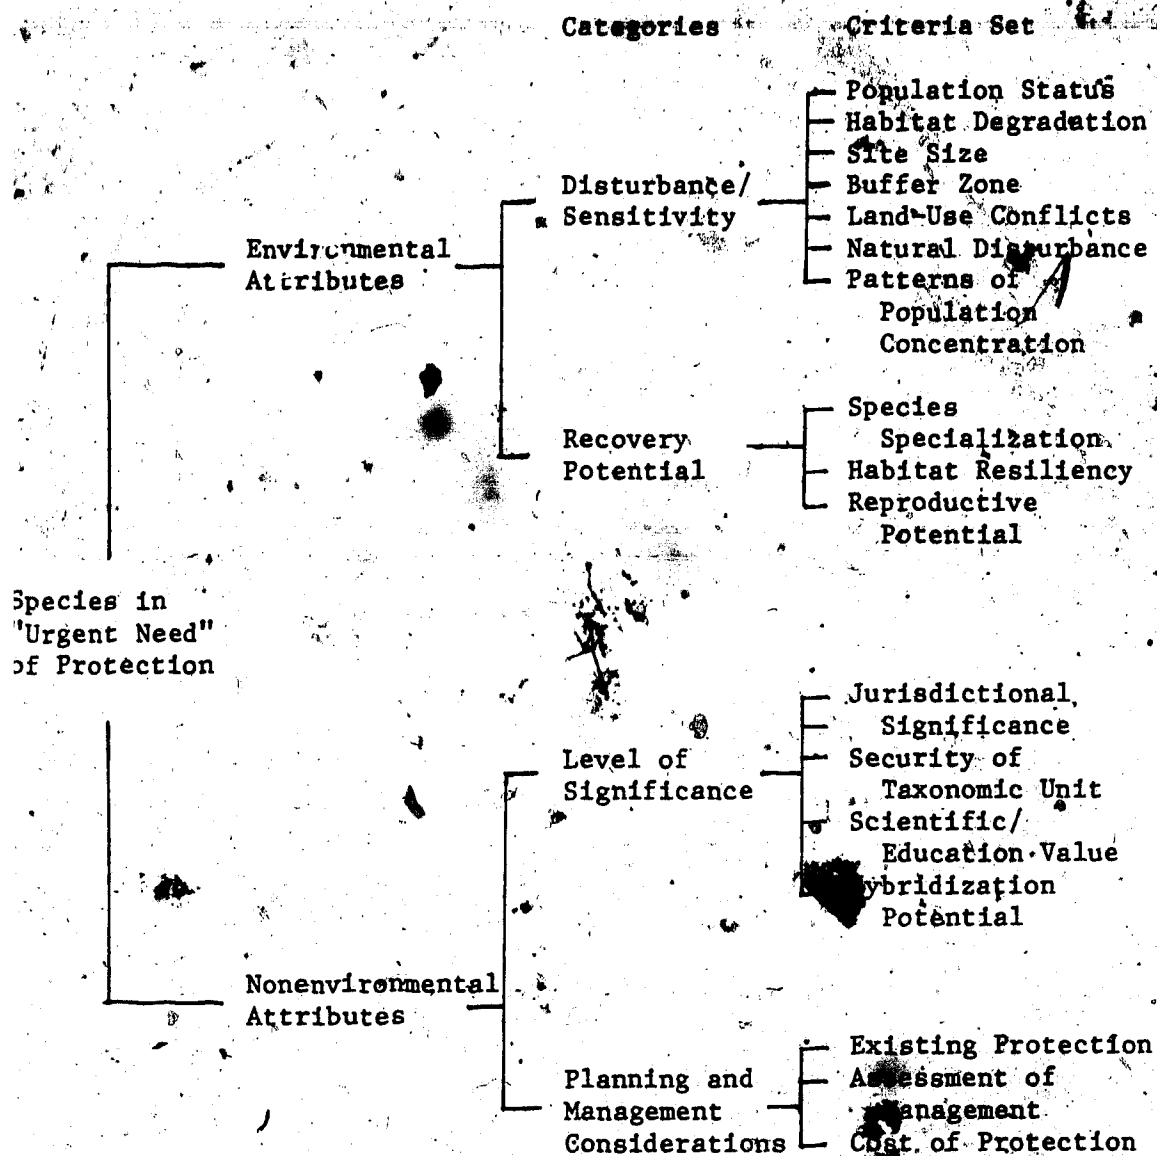 Categories Criteria Set
Population Status
Habitat Degradation
Site Size
Disturbance/ Buffer Zone
Sensitivity Land-Use Conflicts
Environmental Natural Disturbance
Attributes Patterns of
Population
Concentration
Species
Recovery Specialization
Potential Habitat Resiliency
Reproductive
Potential
Species in
"Urgent Need"
of Protection
Jurisdictional
Significance
Level of Security of
Significance Taxonomic Unit
Scientific/
Education Value
ybridization
Potential
Nonenvironmental
Attributes
Existing Protection
Planning and Assessment of
Management anagement
Considerations Cost of Protection